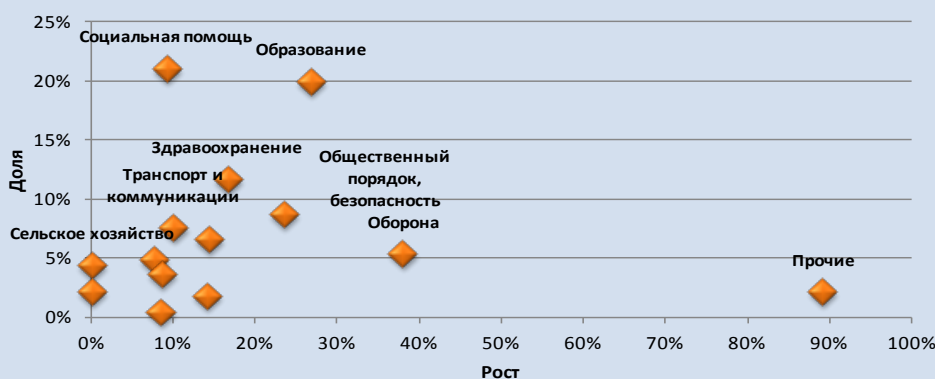 25%
Социальная помощь
Образование
20%
15%
Здравоохранение
Общественный
порядок,
безопасность
Транспорт и
коммуникации
Доля
10%
Оборона
Сельское хозяйство
5%
Прочие
0%
0% 10% 20% 30% 40% 50% 60% 70% 80% 90% 100%
Рост